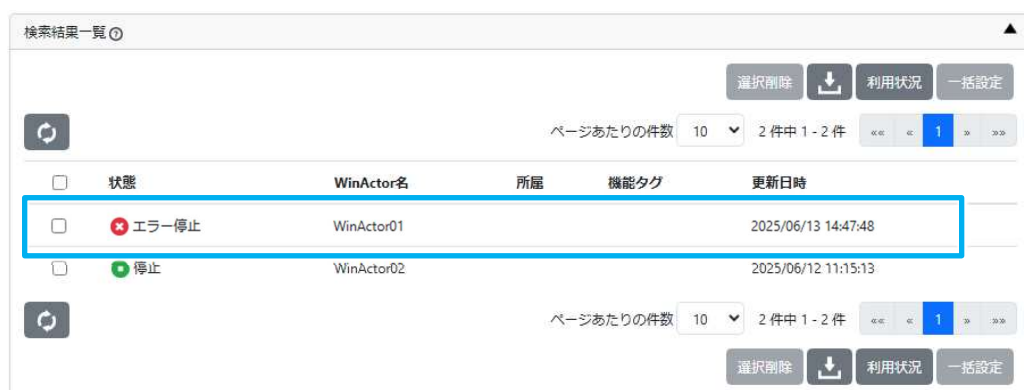 検索結果一覧?
選択削除 利用状況 一括設定
ページあたりの件数 10 2 件中 1 - 2 件 «« « 1 » »»
状態 WinActor名 所属 機能タグ 更新日時
エラー停止 WinActor01 2025/06/13 14:47:48
停止 WinActor02 2025/06/12 11:15:13
ページあたりの件数 10 2 件中 1 - 2 件 «« « 1 » »»
選択削除 利用状況 一括設定